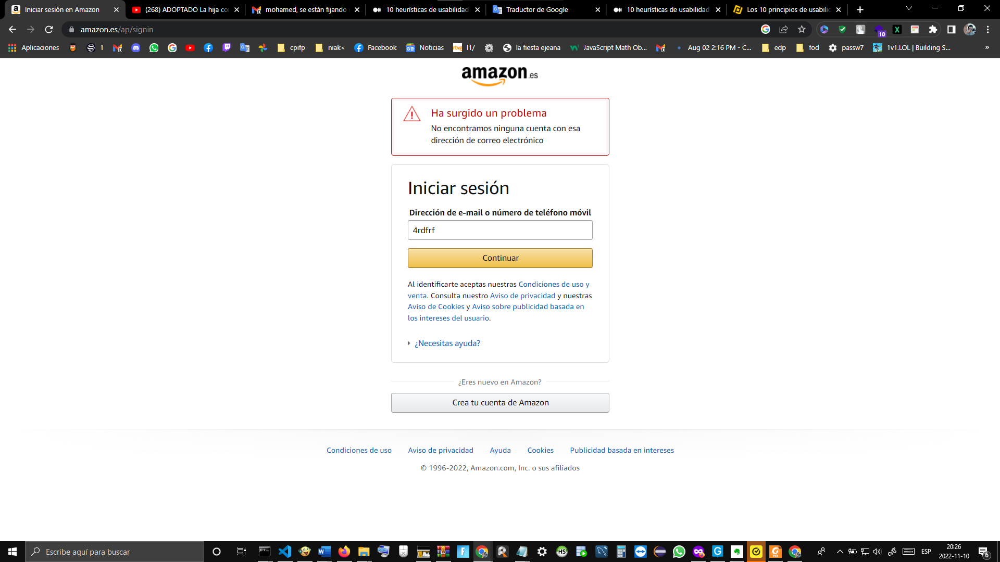 Iniciar sesión en Amazon
(268) ADOPTADO La hija co
mohamed, se están fijando
10 heurísticas de usabilidad
Traductor de Google
10 heurísticas de usabilidad
Los 10 principios de usabilid
amazon.es/ap/signin
10
Aplicaciones
1
cpifp
niak<
Facebook
Noticias
rtve
l1/
la fiesta ejeana
JavaScript Math Ob...
Aug 02 2:16 PM - C...
edp
fod
passw7
1v1.LOL | Building S...
»
amazon.es
Ha surgido un problema
No encontramos ninguna cuenta con esa
dirección de correo electrónico
Iniciar sesión
Dirección de e-mail o número de teléfono móvil
4rdfrf
Continuar
Al identificarte aceptas nuestras Condiciones de uso y
venta. Consulta nuestro Aviso de privacidad y nuestras
Aviso de Cookies y Aviso sobre publicidad basada en
los intereses del usuario.
¿Necesitas ayuda?
¿Eres nuevo en Amazon?
Crea tu cuenta de Amazon
Condiciones de uso
Aviso de privacidad
Ayuda
Cookies
Publicidad basada en intereses
© 1996-2022, Amazon.com, Inc. o sus afiliados
Escribe aquí para buscar
HS
ESP
20:26
2022-11-10
6